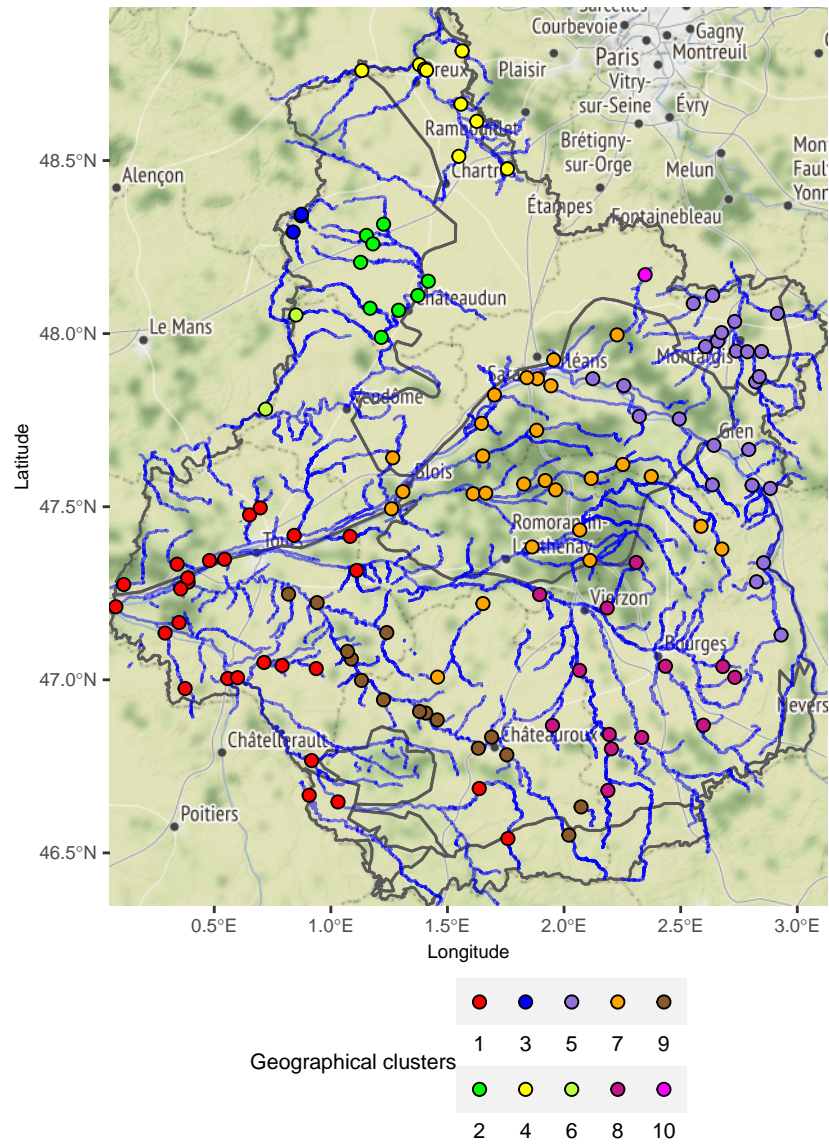 Sarcelles
Courbevoie
Gagny
Montreuil
Paris
Plaisir
Vitry-
sur-Seine
Évry
Rambouillet
Brétigny-
sur-Orge
Melun
48.5°N
Alençon
Étampes
Fontainebleau
Châteaudun
48.0°N
Le Mans
Orléans
Montargis
Vendôme
Gien
Blois
47.5°N
Latitude
Romorantin-
Lanthenay
Tours
Vierzon
Bourges
47.0°N
Nevers
Châtellerault
Châteauroux
Poitiers
46.5°N
0.5°E
1.0°E
1.5°E
2.0°E
2.5°E
3.0°E
Longitude
1
3
5
7
9
Geographical clusters
2
4
6
8
10